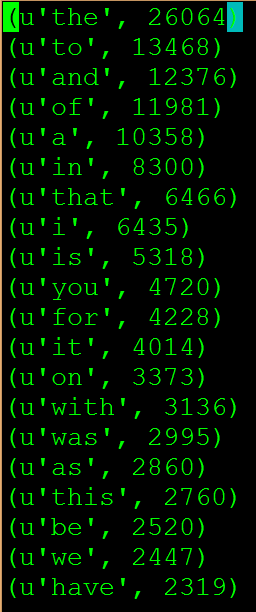 (u'the', 26064)
(u'to', 13468)
(u'and', 12376)
(u'of', 11981)
(u'a', 10358)
(u'in', 8300)
(u'that', 6466)
(u'i', 6435)
(u'is', 5318)
(u'you', 4720)
(u'for', 4228)
(u'it', 4014)
(u'on', 3373)
(u'with', 3136)
(u'was', 2995)
(u'as', 2860)
(u'this', 2760)
(u'be', 2520)
(u'we', 2447)
(u'have', 2319)